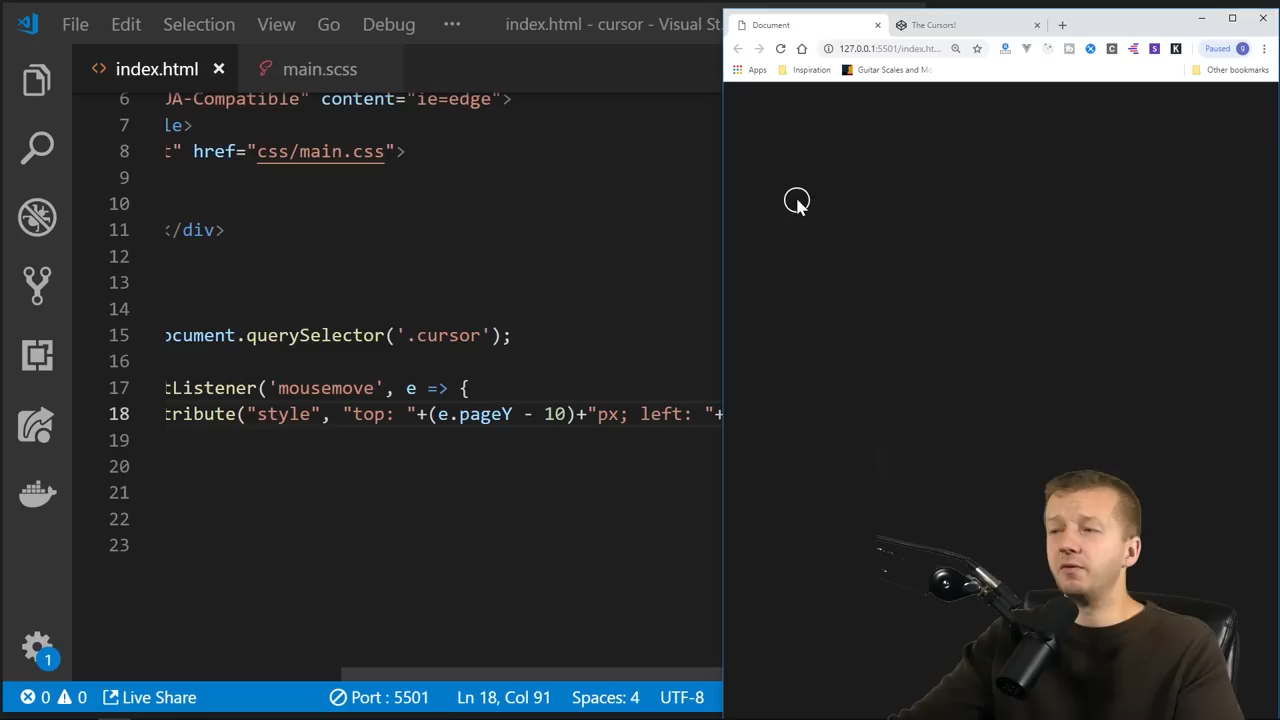 File Edit Selection View Go Debug ··· index.html - cursor - Visual St
index.html × main.scss
6 JA-Compatible" content="ie=edge">
7 le>
8 t" href="css/main.css">
9
10
11 </div>
12
13
14
15 ocument.querySelector('.cursor');
16
17 tListener('mousemove', e => {
18 tribute("style", "top: "+(e.pageY - 10)+"px; left: "+
19
20
21
22
23
1
0 0 Live Share Port : 5501 Ln 18, Col 91 Spaces: 4 UTF-8
Document The Cursors!
127.0.0.1:5501/index.ht... Paused 9
Apps Inspiration Guitar Scales and Mo Other bookmarks